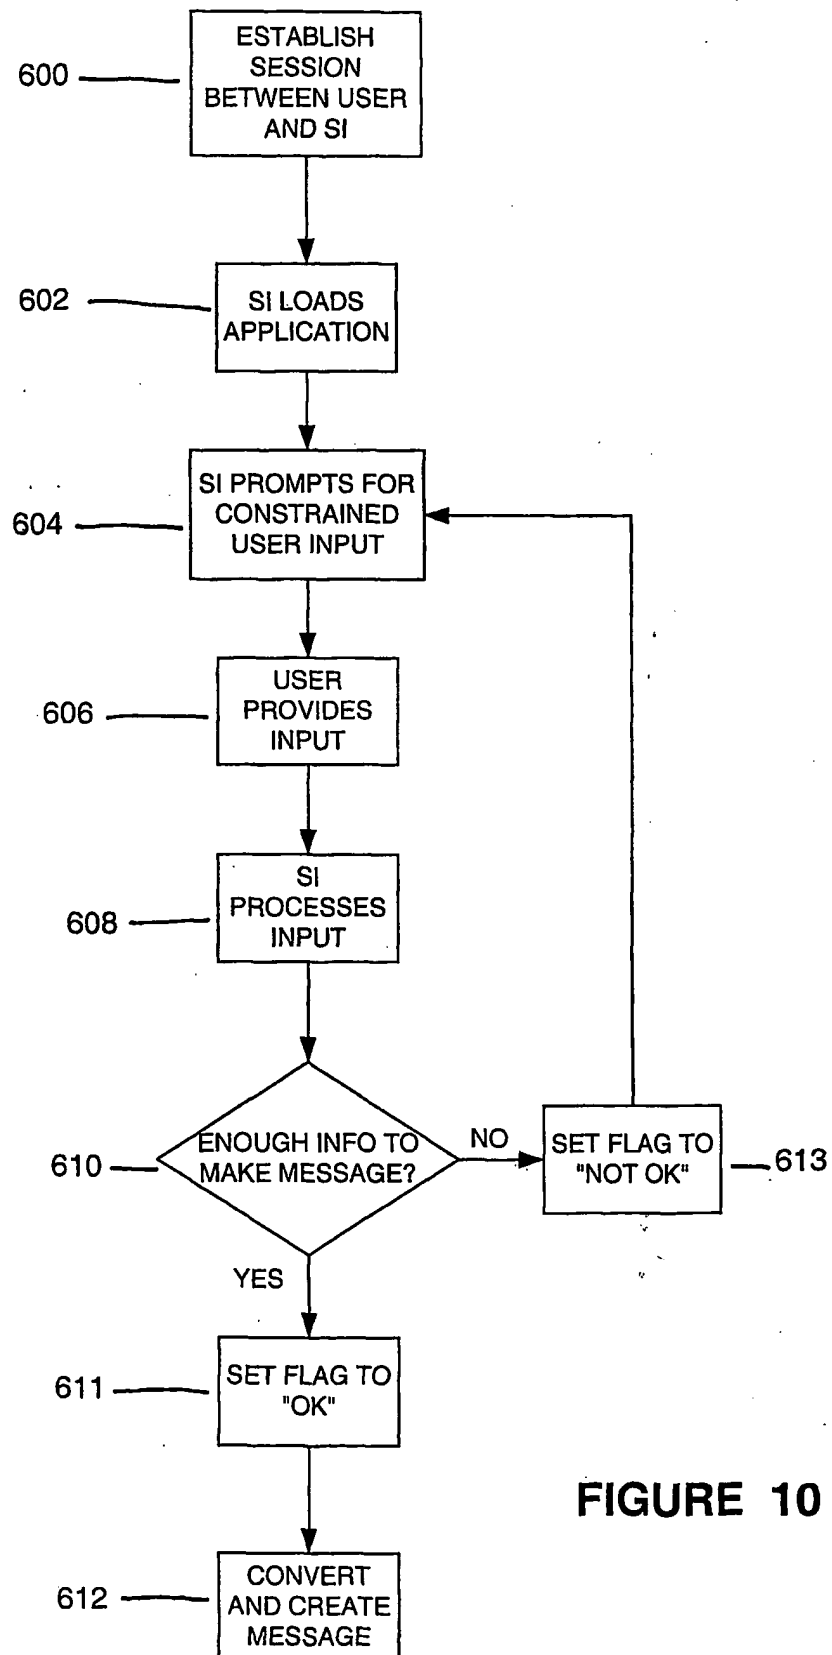 ESTABLISH
SESSION
BETWEEN USER
AND SI
600
SI LOADS
APPLICATION
602
SI PROMPTS FOR
CONSTRAINED
USER INPUT
604
USER
PROVIDES
INPUT
606
SI
PROCESSES
INPUT
608
ENOUGH INFO TO
MAKE MESSAGE?
610
NO
SET FLAG TO
"NOT OK"
613
YES
SET FLAG TO
"OK"
611
FIGURE 10
CONVERT
AND CREATE
MESSAGE
612